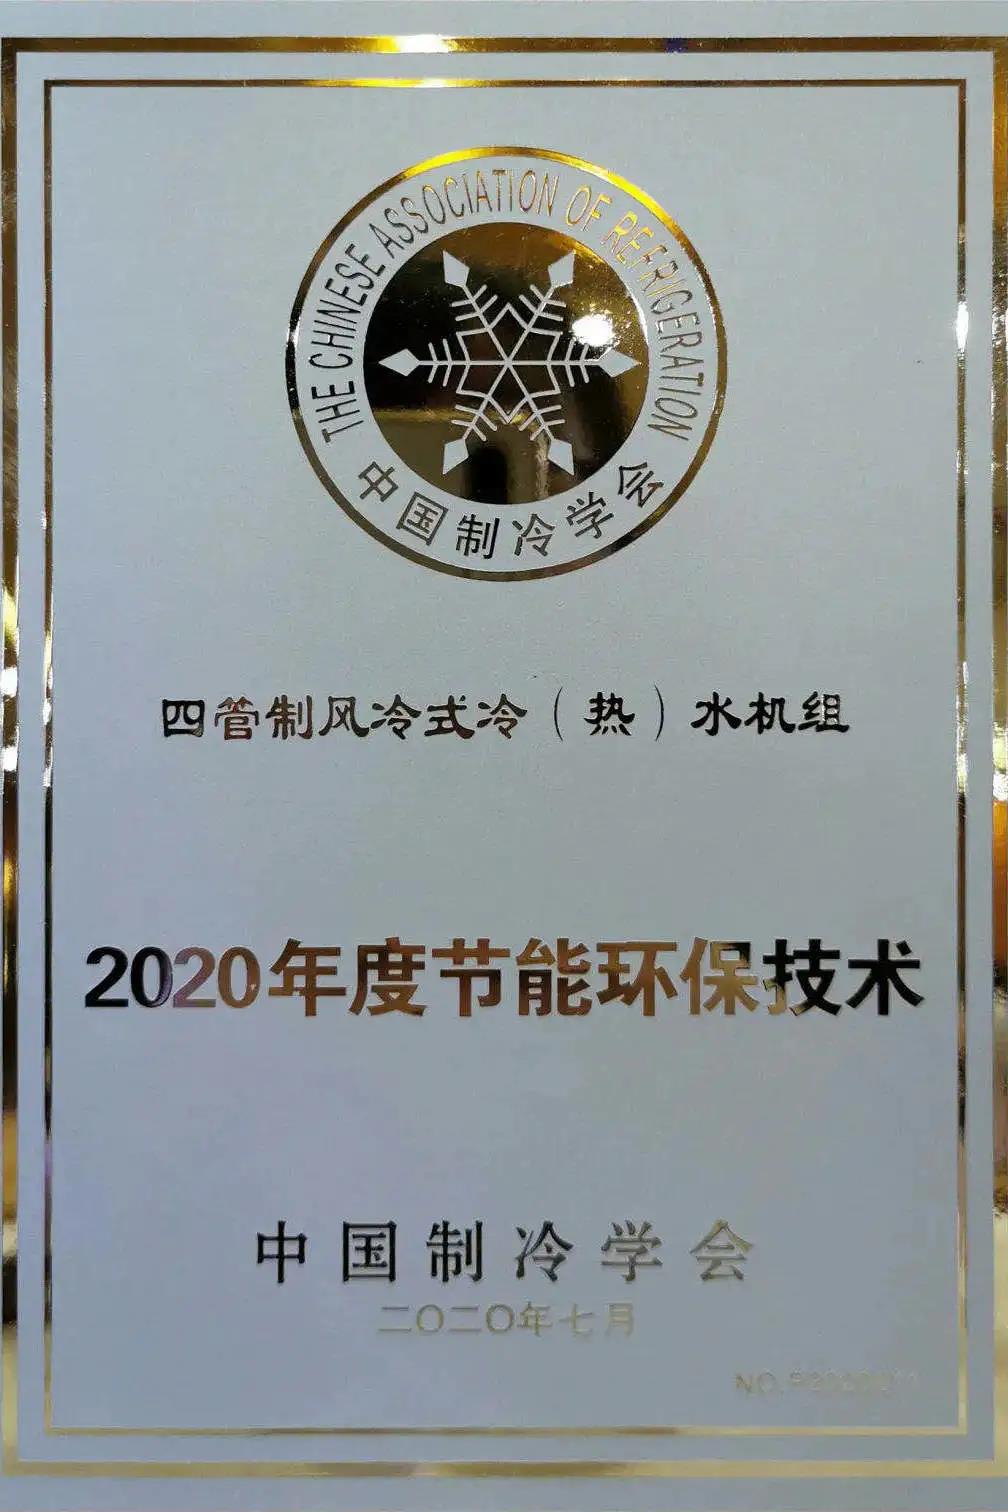 THE CHINESE ASSOCIATION OF REFRIGERATION
中国制冷学会
四管制风冷式冷（热）水机组
2020年度节能环保技术
中国制冷学会
二〇二〇年七月
NO.